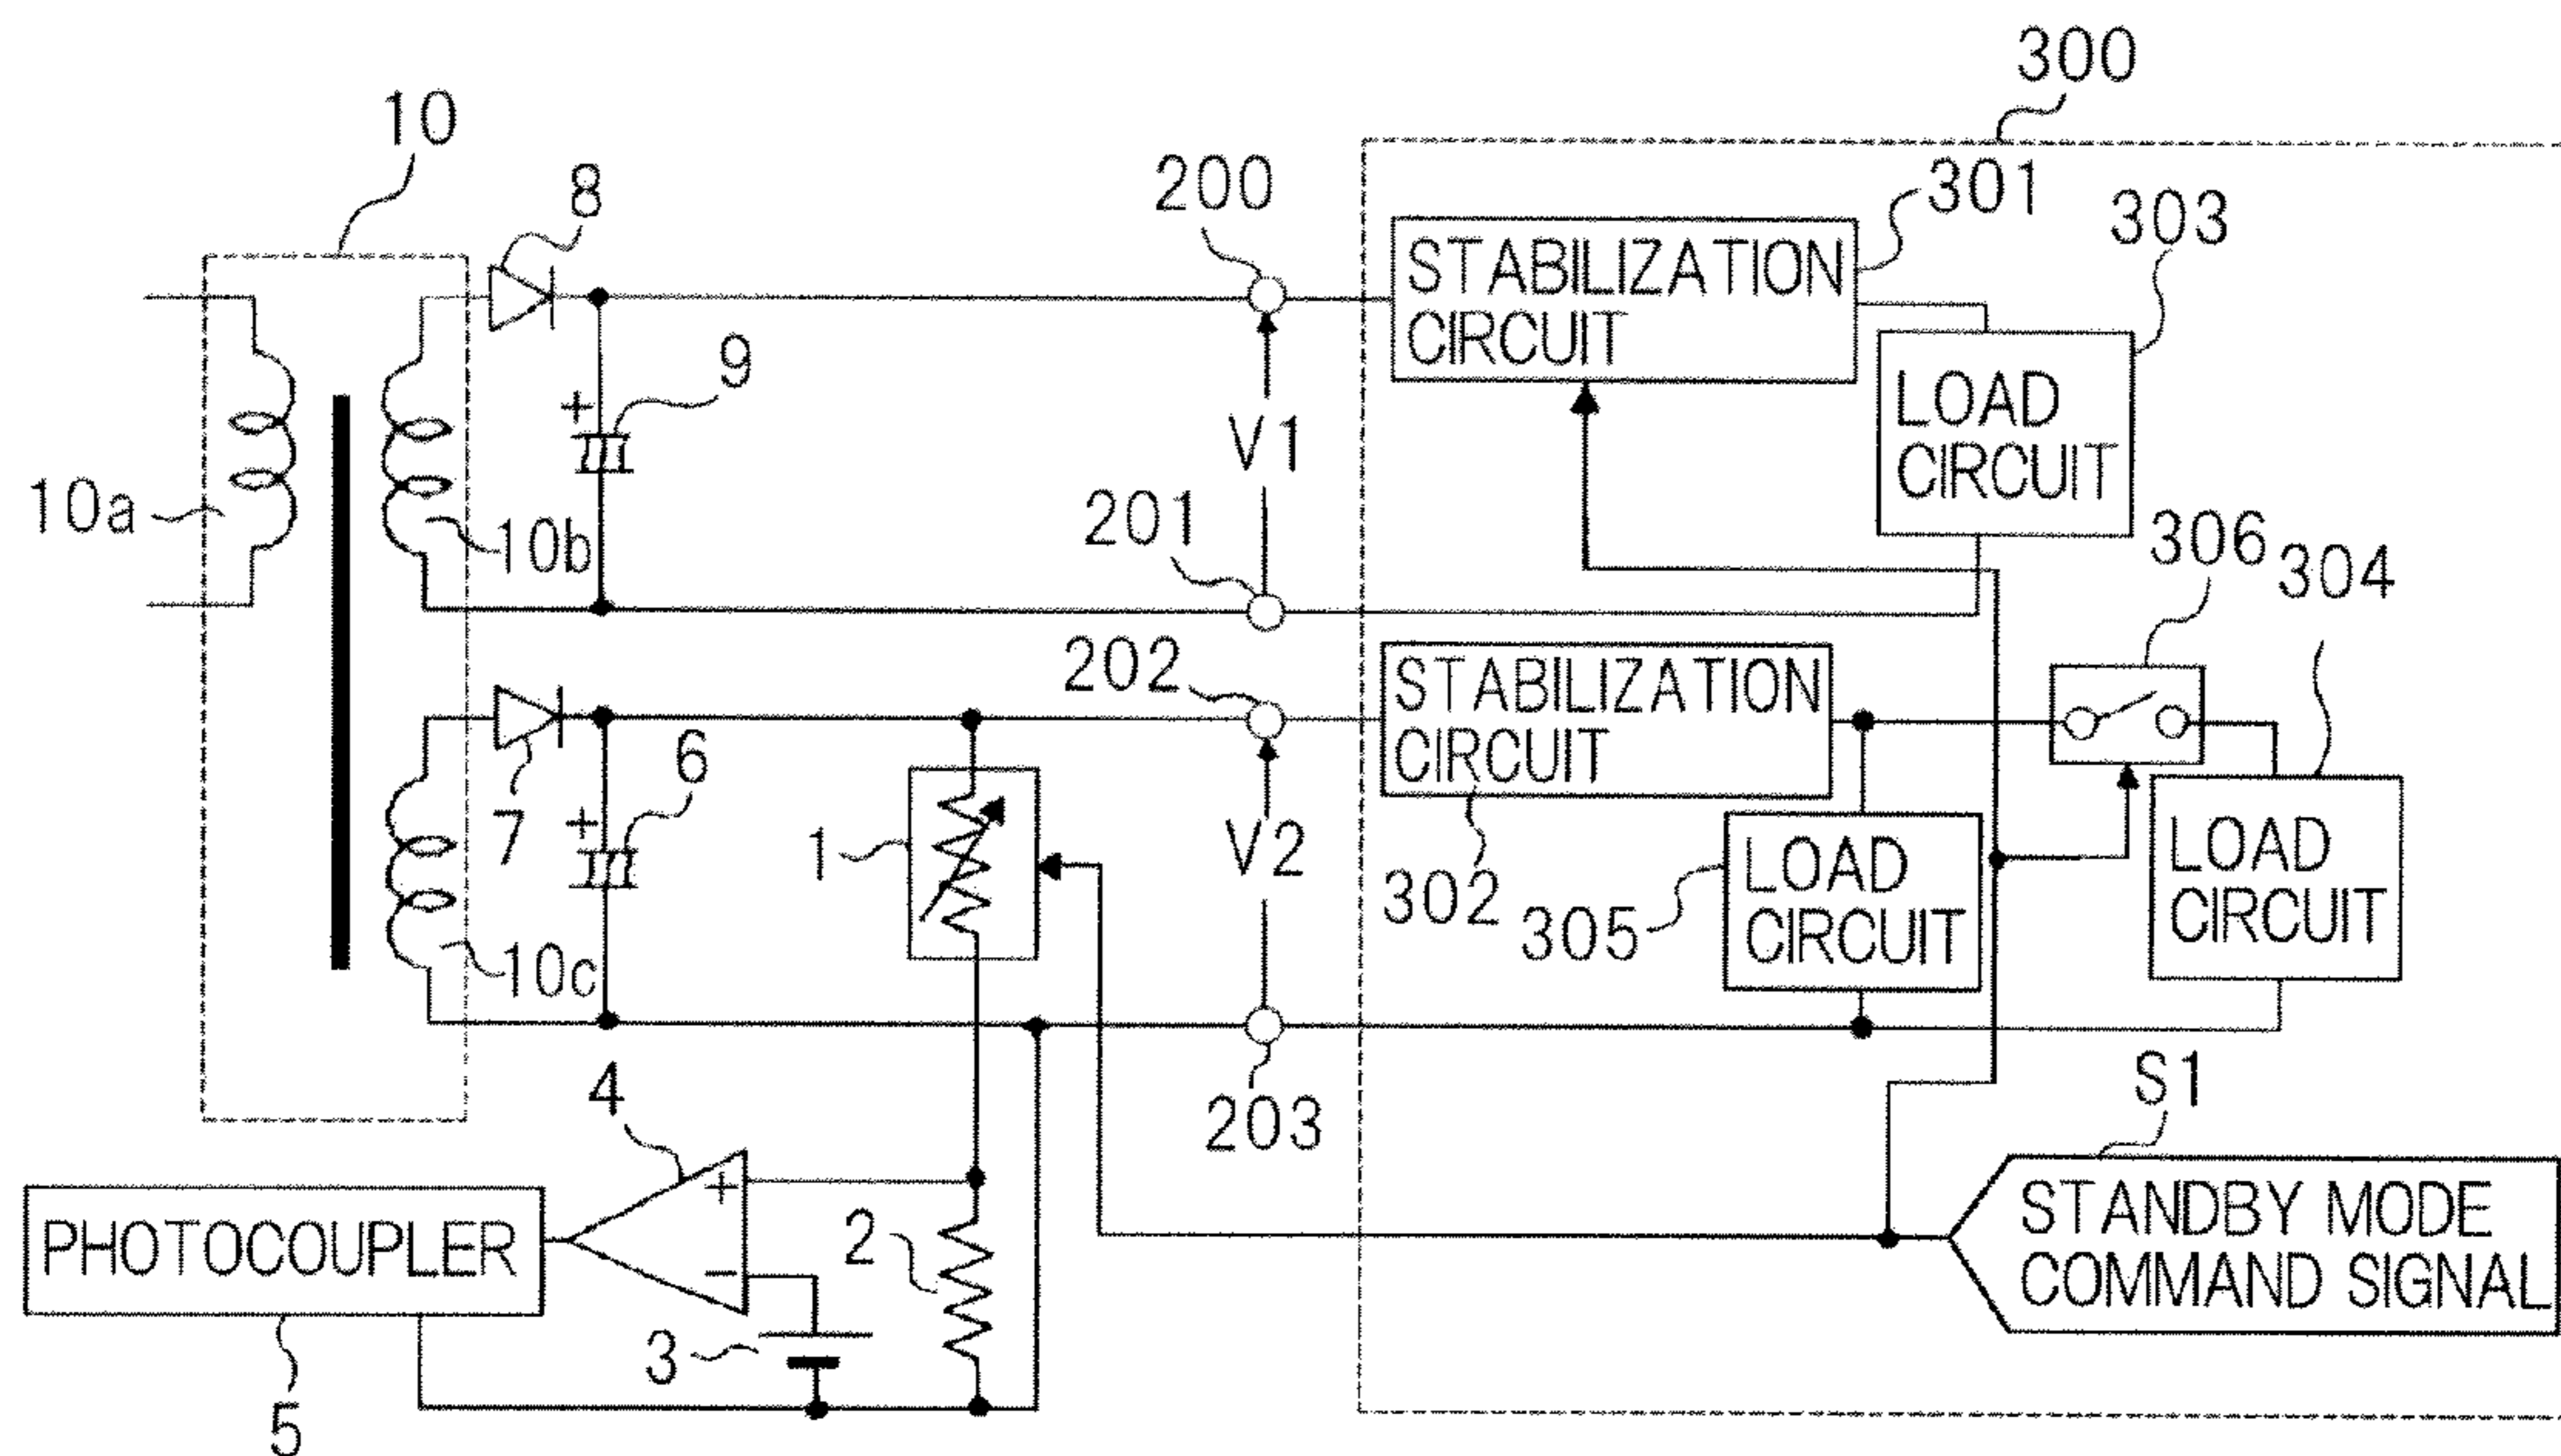 300
10
8
200
301
303
STABILIZATION
CIRCUIT
9
LOAD
CIRCUIT
+
V1
10a
10b
201
306
304
202
STABILIZATION
CIRCUIT
6
+
7
1
V2
302
305
LOAD
CIRCUIT
LOAD
CIRCUIT
10c
4
203
S1
+
−
PHOTOCOUPLER
2
STANDBY MODE
COMMAND SIGNAL
3
5